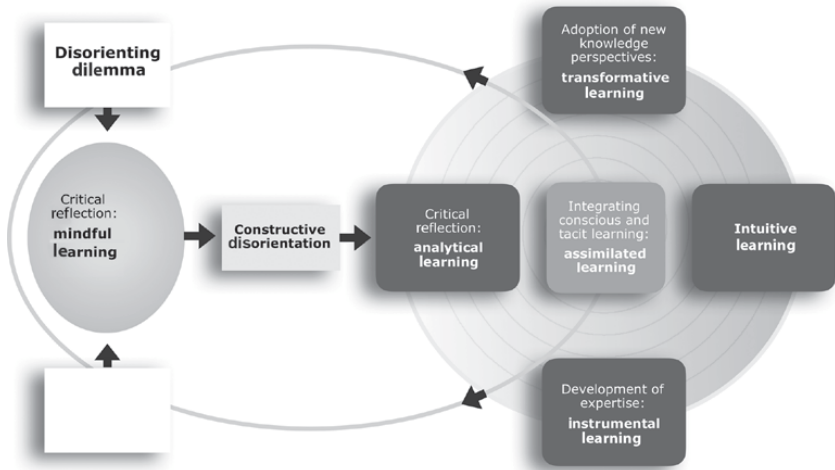 Disorienting
dilemma
Critical
reflection:
mindful
learning
Constructive
disorientation
Critical
reflection:
analytical
learning
Adoption of new
knowledge
perspectives:
transformative
learning
Integrating
conscious and
tacit learning:
assimilated
learning
Intuitive
learning
Development of
expertise:
instrumental
learning